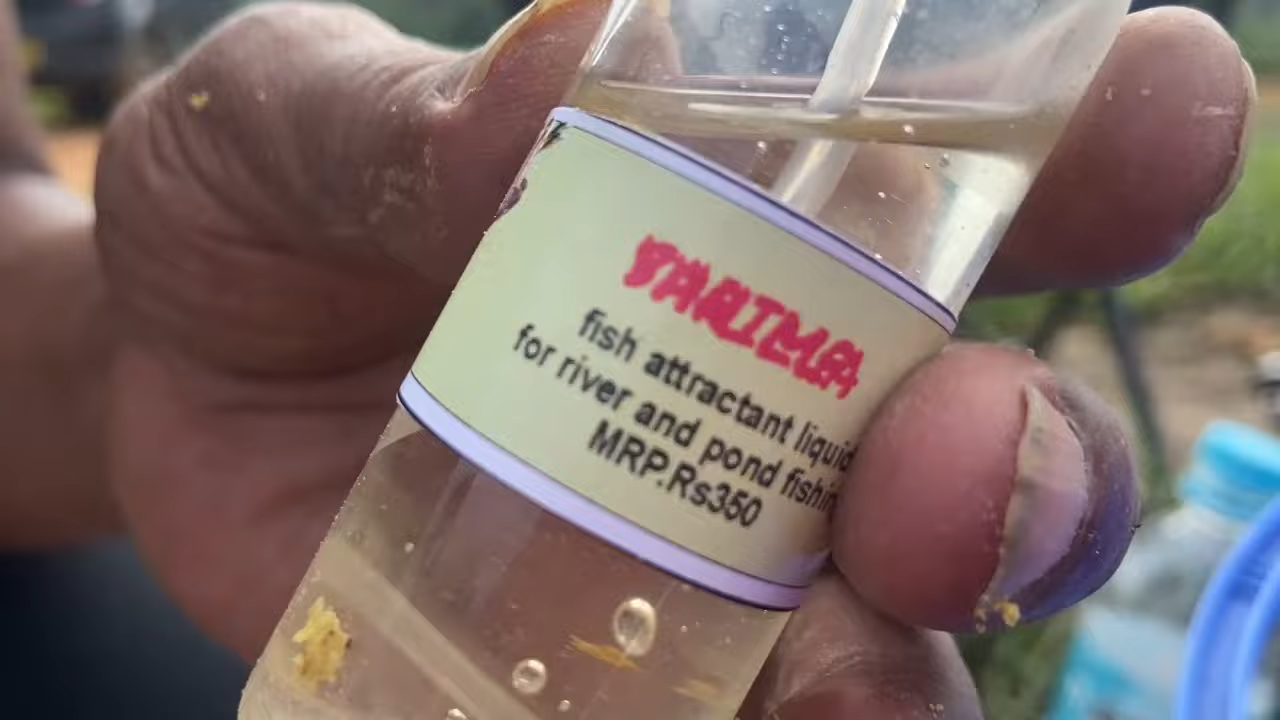 fish attractant liquid
for river and pond fishin
MRP.Rs350